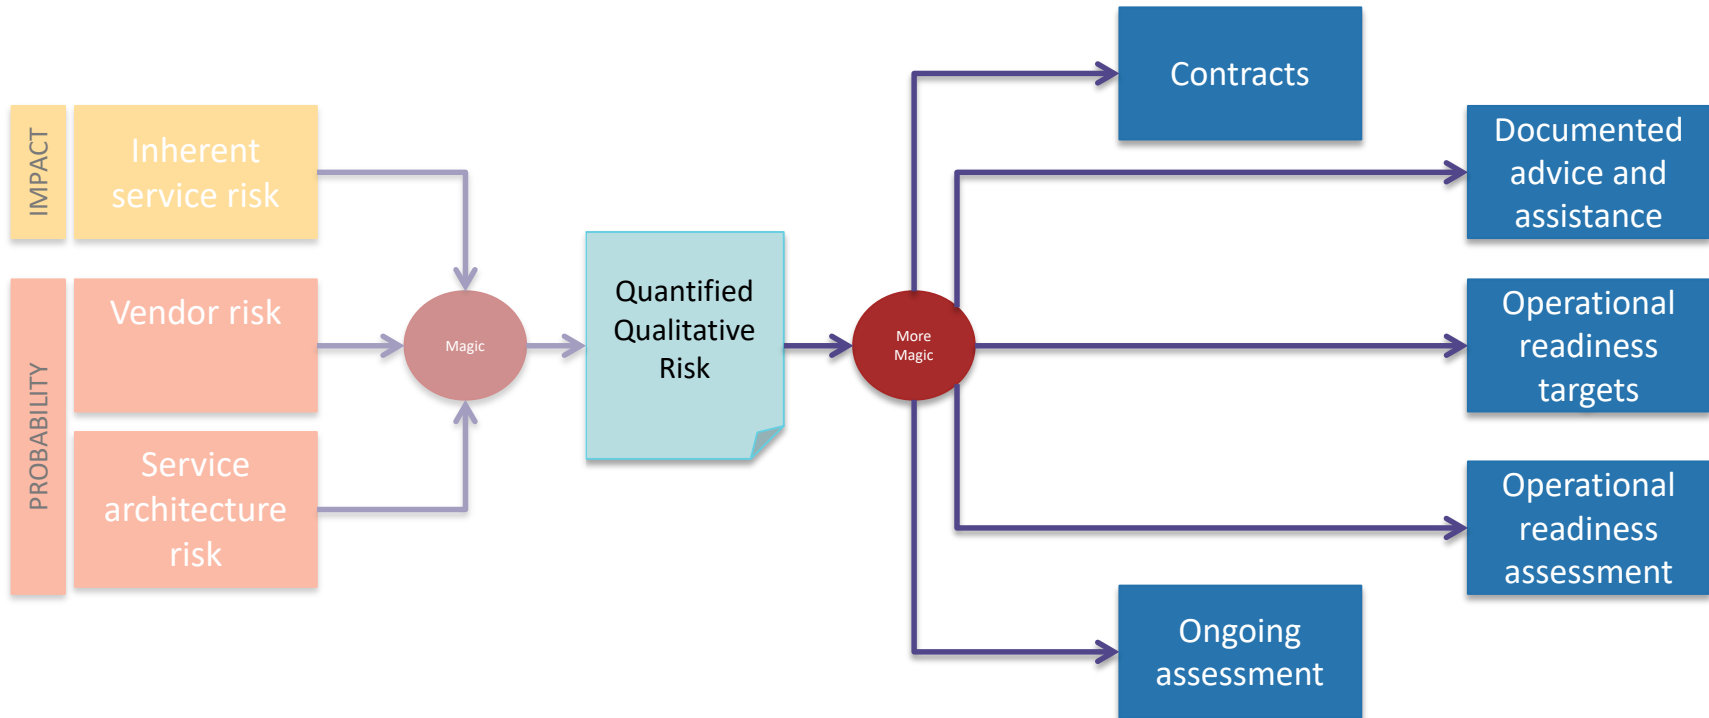 IMPACT
Inherent
service risk
PROBABILITY
Vendor risk
Service
architecture
risk
Magic
Quantified
Qualitative
Risk
More
Magic
Contracts
Documented
advice and
assistance
Operational
readiness
targets
Operational
readiness
assessment
Ongoing
assessment